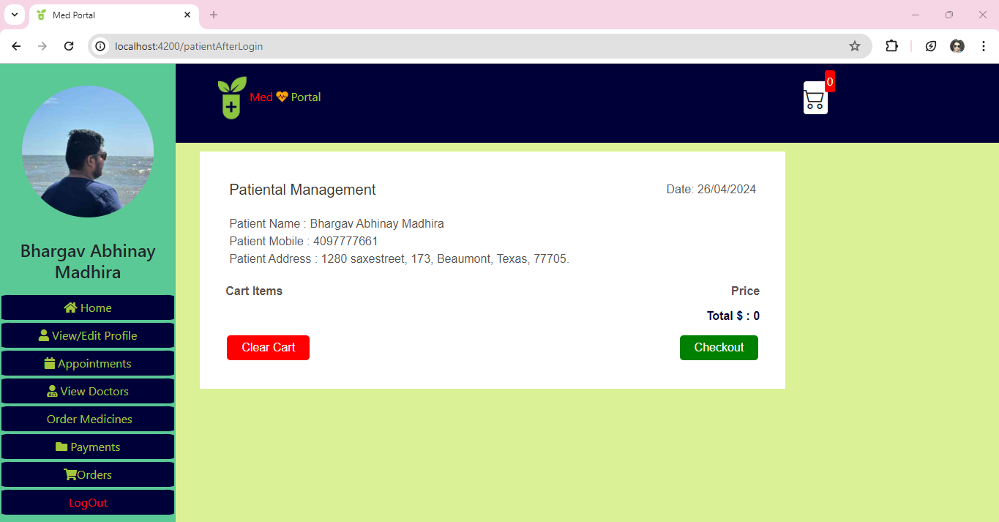 Med Portal
localhost:4200/patientAfterLogin
Med Portal
0
Bhargav Abhinay
Madhira
Home
View/Edit Profile
Appointments
View Doctors
Order Medicines
Payments
Orders
LogOut
Patiental Management
Date: 26/04/2024
Patient Name : Bhargav Abhinay Madhira
Patient Mobile : 4097777661
Patient Address : 1280 saxestreet, 173, Beaumont, Texas, 77705.
Cart Items
Price
Total $ : 0
Clear Cart
Checkout